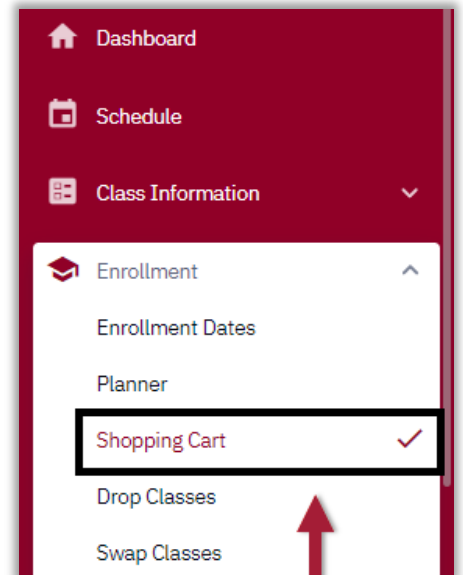 Dashboard
Schedule
Class Information
Enrollment
Enrollment Dates
Planner
Shopping Cart
Drop Classes
Swap Classes